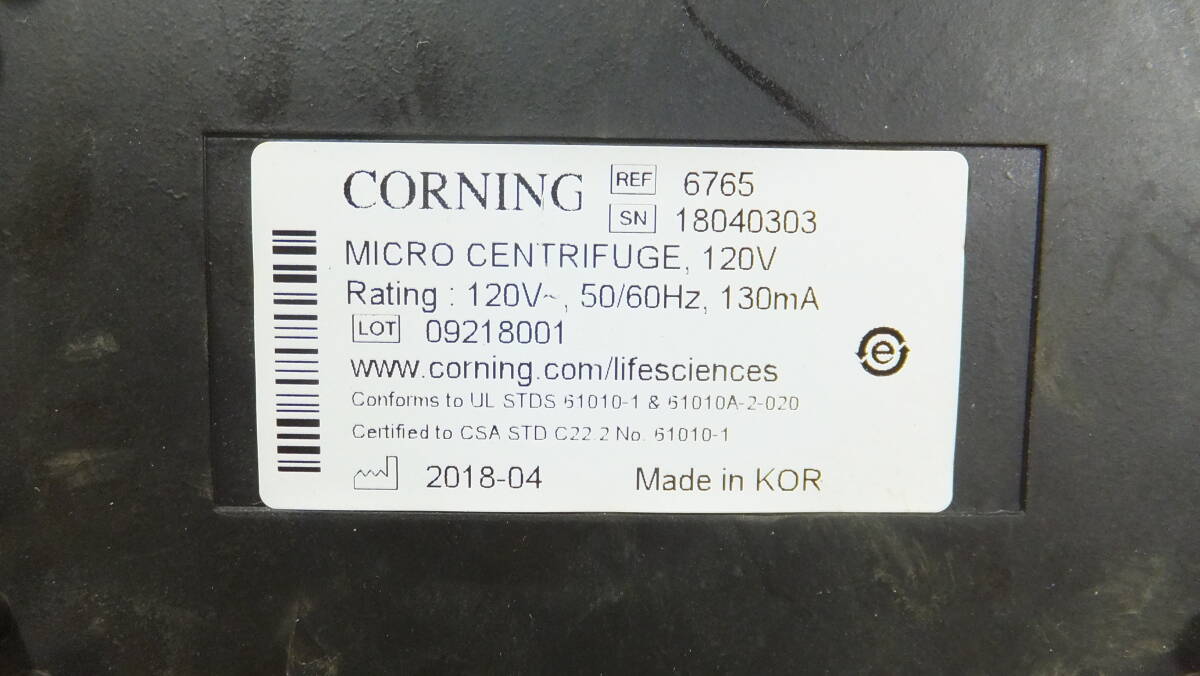 CORNING REF 6765
SN 18040303
MICRO CENTRIFUGE, 120V
Rating : 120V~, 50/60Hz, 130mA
LOT 09218001
www.corning.com/lifesciences
e
Conforms to UL STDS 61010-1 & 61010A-2-020
Certified to CSA STD C22.2 No. 61010-1
2018-04 Made in KOR